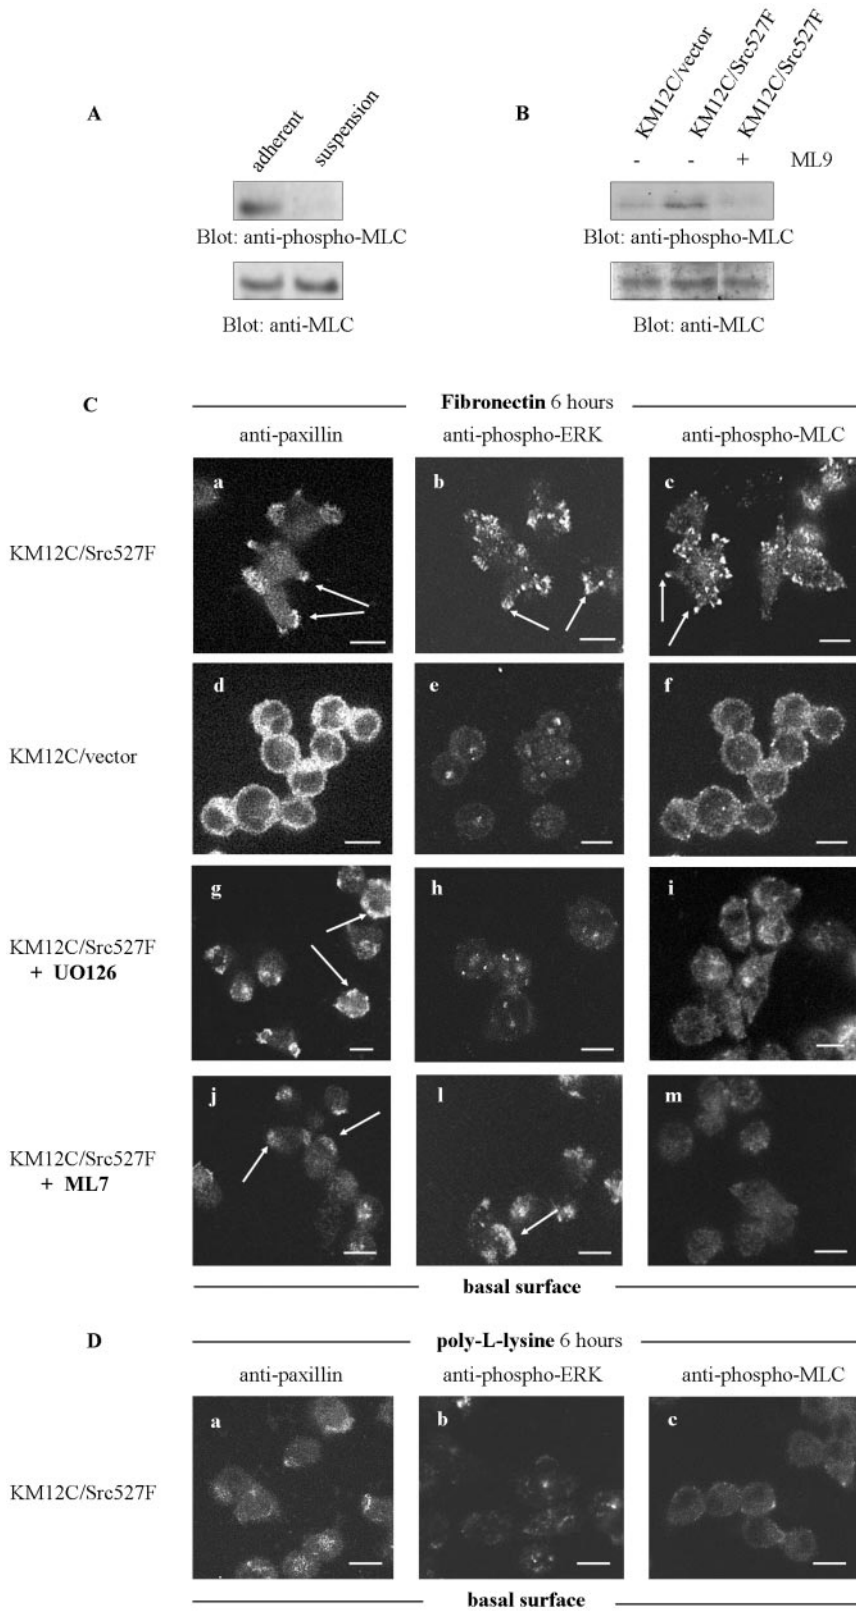 A
adherent
suspension
Blot: anti-phospho-MLC
Blot: anti-MLC
B
KM12C/vector
KM12C/Src527F
KM12C/Src527F
- - + ML9
Blot: anti-phospho-MLC
Blot: anti-MLC
C
Fibronectin 6 hours
anti-paxillin anti-phospho-ERK anti-phospho-MLC
KM12C/Src527F
a b c
KM12C/vector
d e f
KM12C/Src527F
+ UO126
g h i
KM12C/Src527F
+ ML7
j l m
basal surface
D
poly-L-lysine 6 hours
anti-paxillin anti-phospho-ERK anti-phospho-MLC
KM12C/Src527F
a b c
basal surface